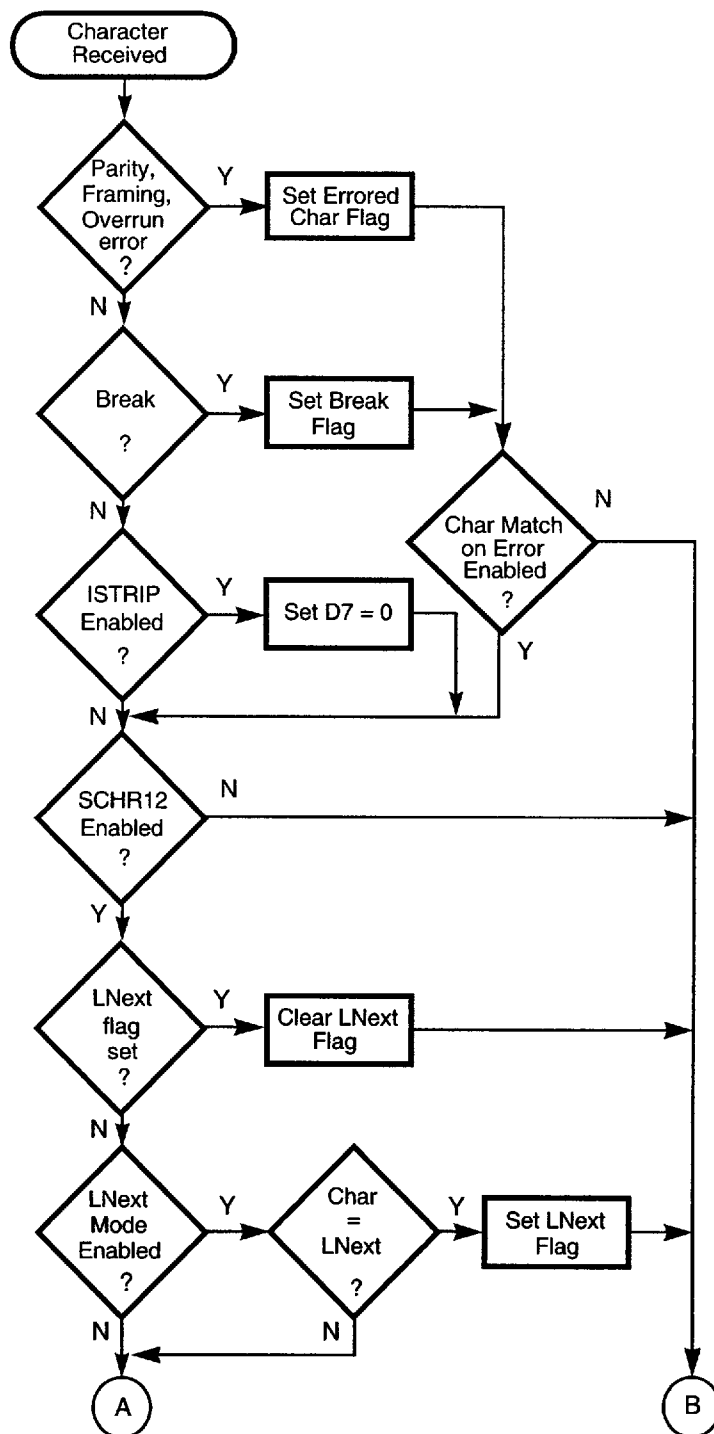 Character
Received
Parity,
Framing,
Overrun
error
?
Y
Set Errored
Char Flag
N
Break
?
Y
Set Break
Flag
N
Char Match
on Error
Enabled
?
N
Y
ISTRIP
Enabled
?
Y
Set D7 = 0
N
SCHR12
Enabled
?
N
Y
LNext
flag
set
?
Y
Clear LNext
Flag
N
LNext
Mode
Enabled
?
Y
Char
=
LNext
?
Y
Set LNext
Flag
N
N
A
B